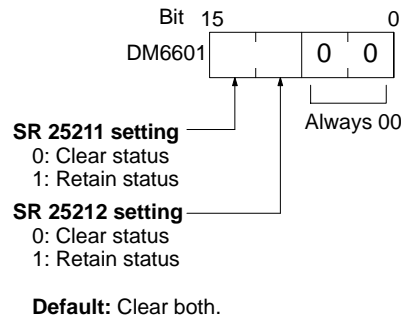 Bit 15 0
DM6601 0 0
Always 00
SR 25211 setting
0: Clear status
1: Retain status
SR 25212 setting
0: Clear status
1: Retain status
Default: Clear both.